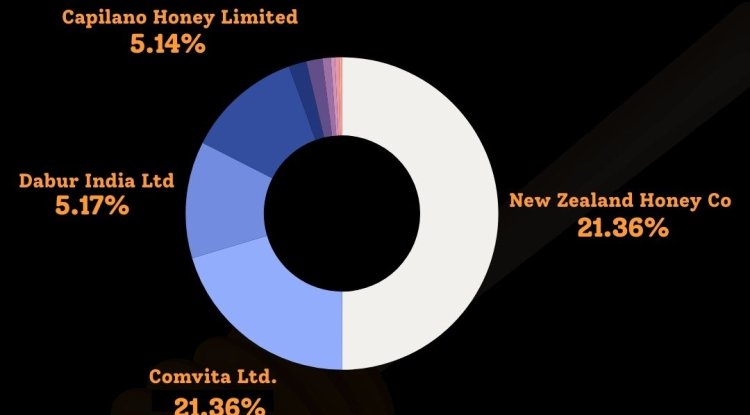 Capilano Honey Limited
5.14%
Dabur India Ltd
5.17%
New Zealand Honey Co
21.36%
Comvita Ltd.
21.36%